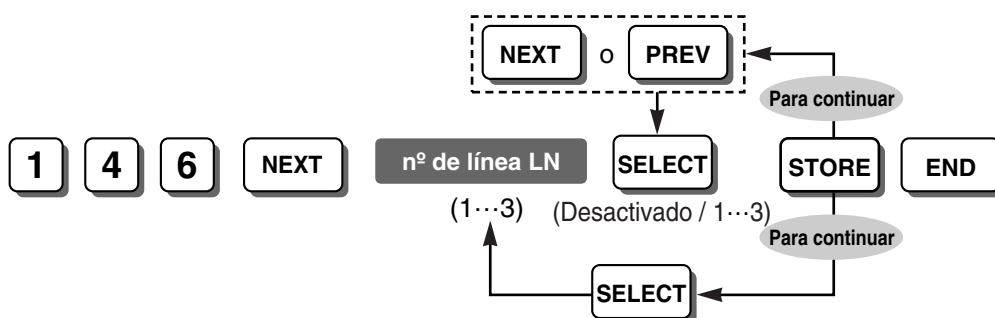 NEXT o PREV
Para continuar
1 4 6 NEXT nº de línea LN SELECT STORE END
(1···3) (Desactivado / 1···3)
Para continuar
SELECT